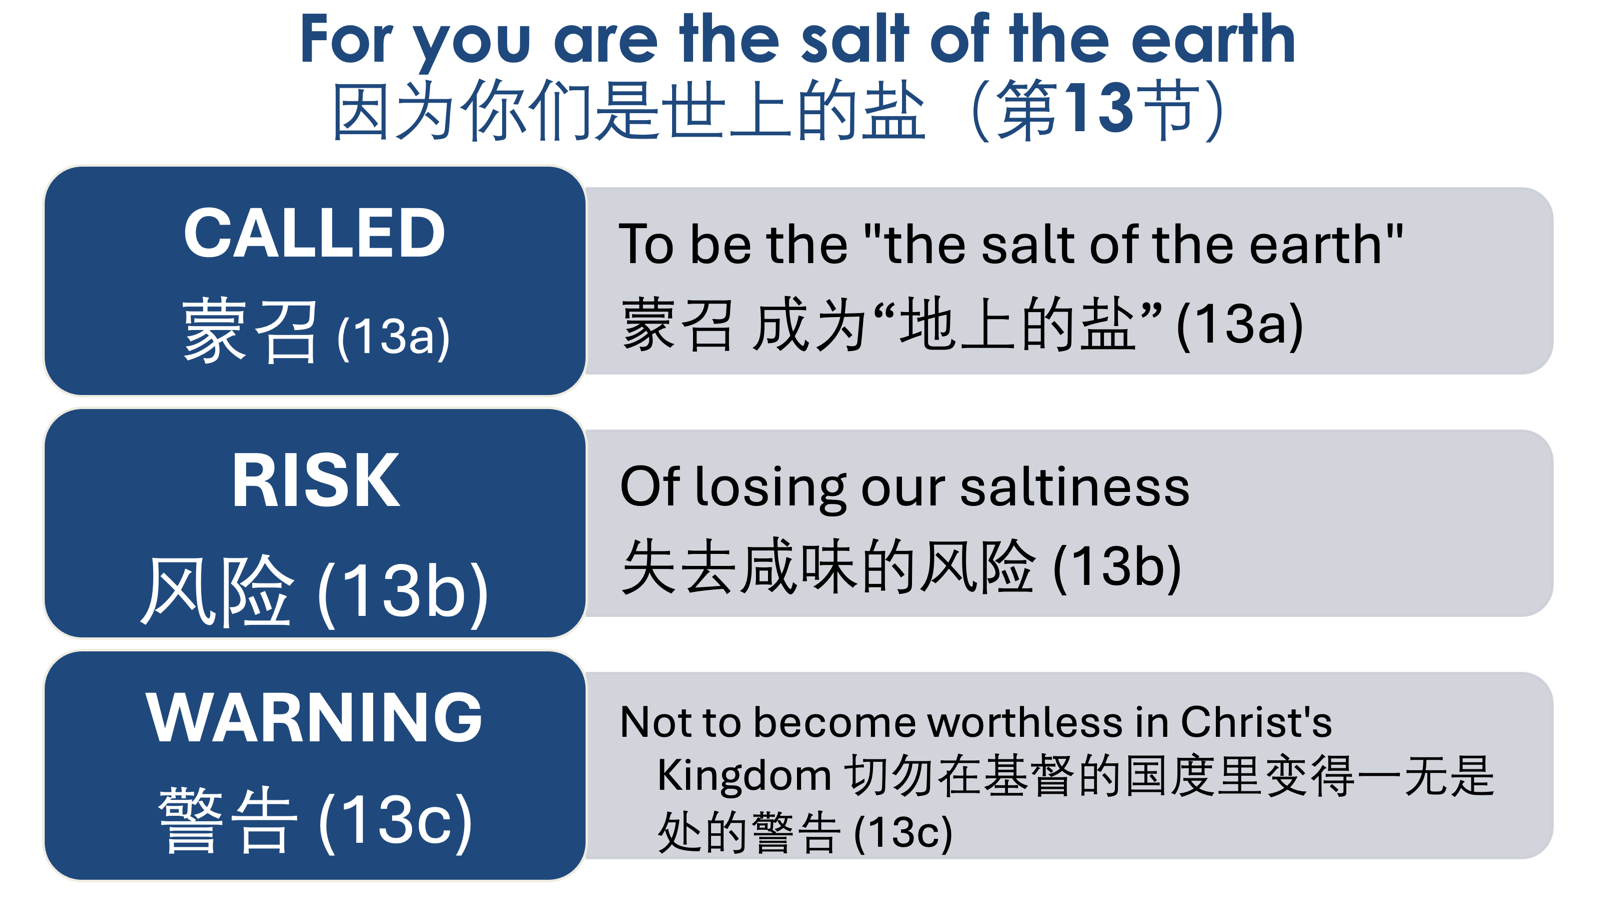 For you are the salt of the earth
因为你们是世上的盐（第13节）
CALLED
蒙召 (13a)
To be the "the salt of the earth"
蒙召 成为“地上的盐” (13a)
RISK
风险 (13b)
Of losing our saltiness
失去咸味的风险 (13b)
WARNING
警告 (13c)
Not to become worthless in Christ's
Kingdom 切勿在基督的国度里变得一无是
处的警告 (13c)